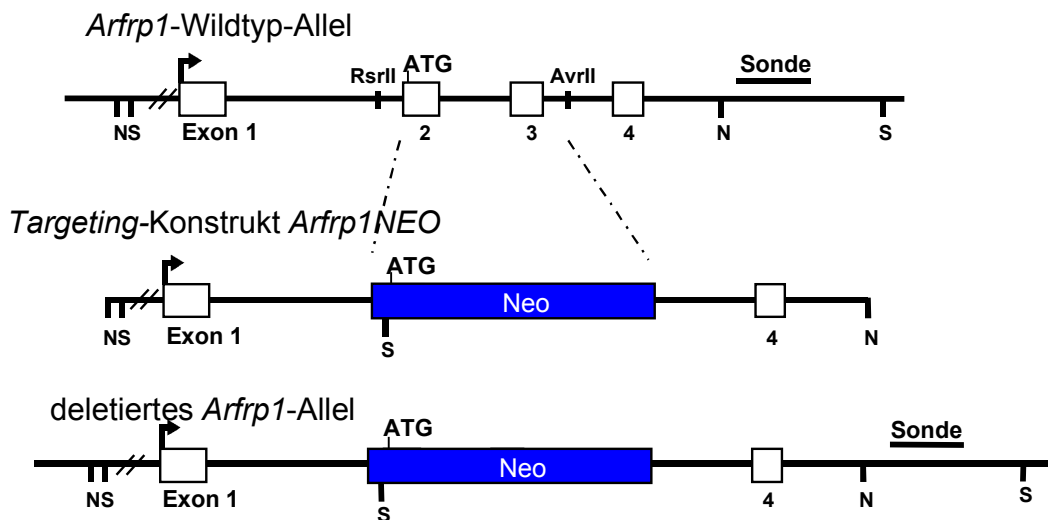 Arfrp1-Wildtyp-Allel
RsrII ATG AvrII Sonde
NS Exon 1 2 3 4 N S
Targeting-Konstrukt Arfrp1NEO
ATG
Neo
NS Exon 1 S 4 N
deletiertes Arfrp1-Allel
ATG Sonde
Neo
NS Exon 1 S 4 N S